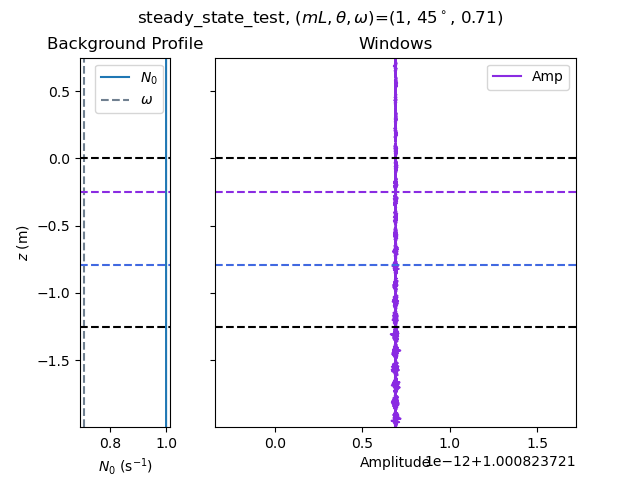 steady_state_test, (mL, θ, ω)=(1, 45°, 0.71)
Background Profile
Windows
N₀
ω
Amp
0.5
0.0
−0.5
−1.0
−1.5
z (m)
0.8 1.0
0.0 0.5 1.0 1.5
N₀ (s⁻¹)
Amplitude
1e−12+1.000823721